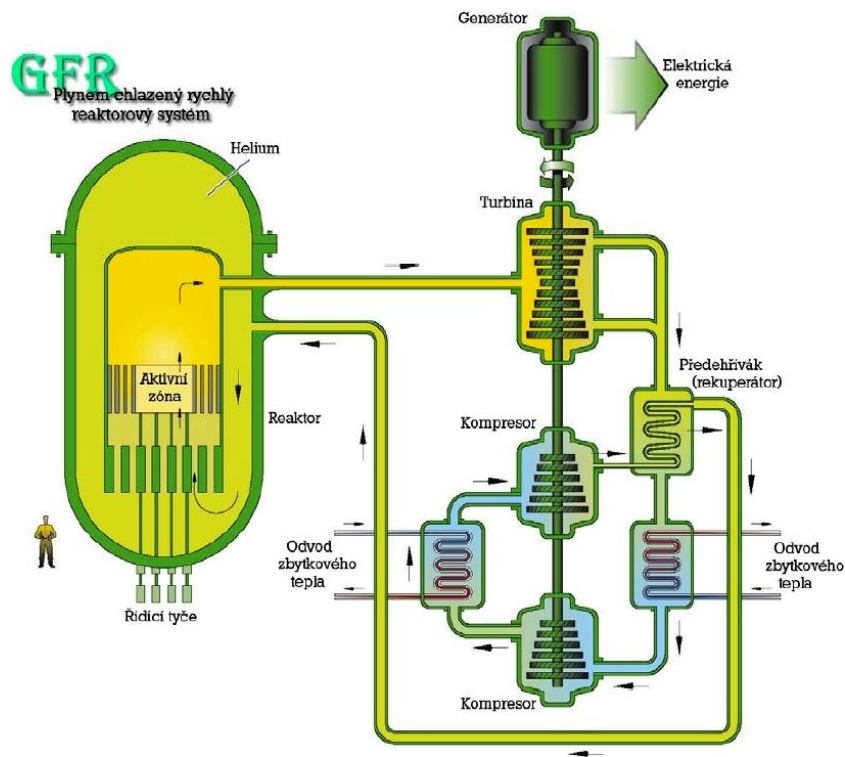 GFR
Plynem chlazený rychlý
reaktorový systém
Helium
Generátor
Elektrická
energie
Turbína
Předehřívák
(rekuperátor)
Aktivní
zóna
Reaktor
Kompresor
Odvod
zbytkového
tepla
Odvod
zbytkového
tepla
Řídící tyče
Kompresor